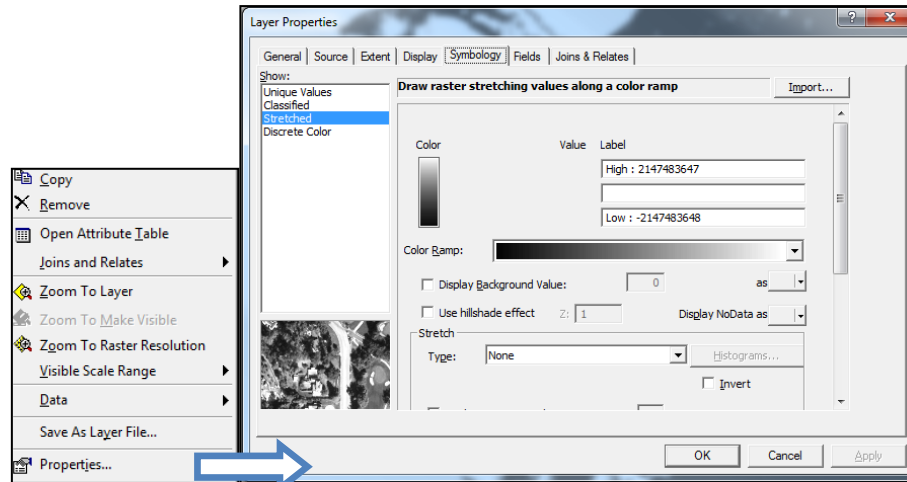 Layer Properties
General Source Extent Display Symbology Fields Joins & Relates
Show:
Unique Values
Classified
Stretched
Discrete Color
Draw raster stretching values along a color ramp
Import...
Color Value Label
High : 2147483647
Low : -2147483648
Color Ramp:
Display Background Value: 0 as
Use hillshade effect Z: 1 Display NoData as
Stretch
Type: None Histograms...
Invert
OK Cancel Apply
Copy
Remove
Open Attribute Table
Joins and Relates
Zoom To Layer
Zoom To Make Visible
Zoom To Raster Resolution
Visible Scale Range
Data
Save As Layer File...
Properties...